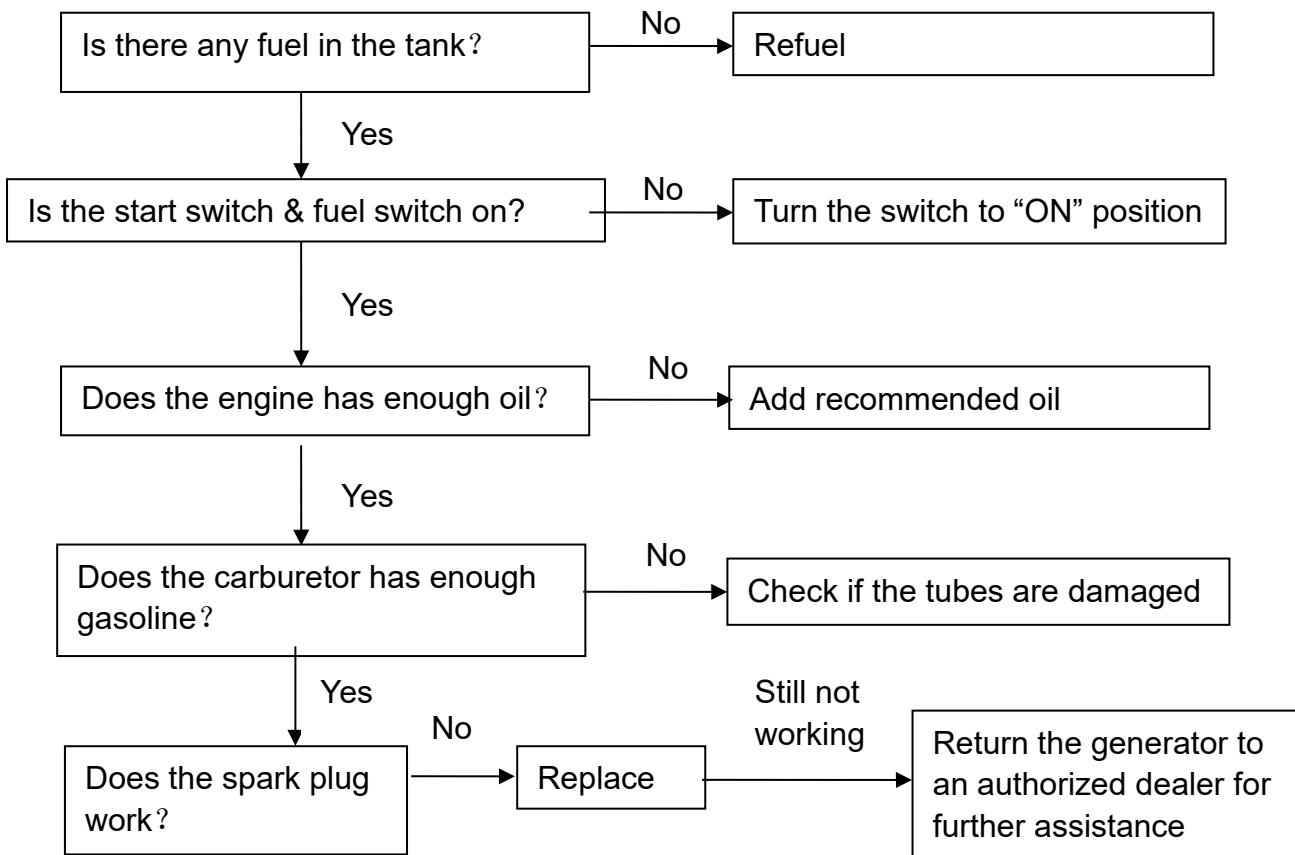 Is there any fuel in the tank？
No
Refuel
Yes
Is the start switch & fuel switch on?
No
Turn the switch to “ON” position
Yes
Does the engine has enough oil？
No
Add recommended oil
Yes
Does the carburetor has enough
gasoline？
No
Check if the tubes are damaged
Yes
Does the spark plug
work？
No
Replace
Still not
working
Return the generator to
an authorized dealer for
further assistance